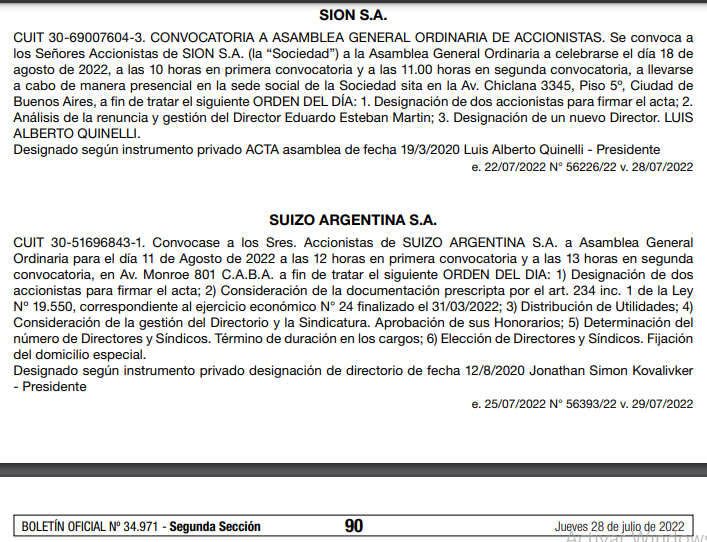 SION S.A.
CUIT 30-69007604-3. CONVOCATORIA A ASAMBLEA GENERAL ORDINARIA DE ACCIONISTAS. Se convoca a
los Señores Accionistas de SION S.A. (la “Sociedad”) a la Asamblea General Ordinaria a celebrarse el día 18 de
agosto de 2022, a las 10 horas en primera convocatoria y a las 11.00 horas en segunda convocatoria, a llevarse
a cabo de manera presencial en la sede social de la Sociedad sita en la Av. Chiclana 3345, Piso 5º, Ciudad de
Buenos Aires, a fin de tratar el siguiente ORDEN DEL DÍA: 1. Designación de dos accionistas para firmar el acta; 2.
Análisis de la renuncia y gestión del Director Eduardo Esteban Martin; 3. Designación de un nuevo Director. LUIS
ALBERTO QUINELLI.
Designado según instrumento privado ACTA asamblea de fecha 19/3/2020 Luis Alberto Quinelli - Presidente
e. 22/07/2022 N° 56226/22 v. 28/07/2022
SUIZO ARGENTINA S.A.
CUIT 30-51696843-1. Convocase a los Sres. Accionistas de SUIZO ARGENTINA S.A. a Asamblea General
Ordinaria para el día 11 de Agosto de 2022 a las 12 horas en primera convocatoria y a las 13 horas en segunda
convocatoria, en Av. Monroe 801 C.A.B.A. a fin de tratar el siguiente ORDEN DEL DIA: 1) Designación de dos
accionistas para firmar el acta; 2) Consideración de la documentación prescripta por el art. 234 inc. 1 de la Ley
Nº 19.550, correspondiente al ejercicio económico N° 24 finalizado el 31/03/2022; 3) Distribución de Utilidades; 4)
Consideración de la gestión del Directorio y la Sindicatura. Aprobación de sus Honorarios; 5) Determinación del
número de Directores y Síndicos. Término de duración en los cargos; 6) Elección de Directores y Síndicos. Fijación
del domicilio especial.
Designado según instrumento privado designación de directorio de fecha 12/8/2020 Jonathan Simon Kovalivker
- Presidente
e. 25/07/2022 N° 56393/22 v. 29/07/2022
BOLETÍN OFICIAL Nº 34.971 - Segunda Sección 90 Jueves 28 de julio de 2022
Activar Windows